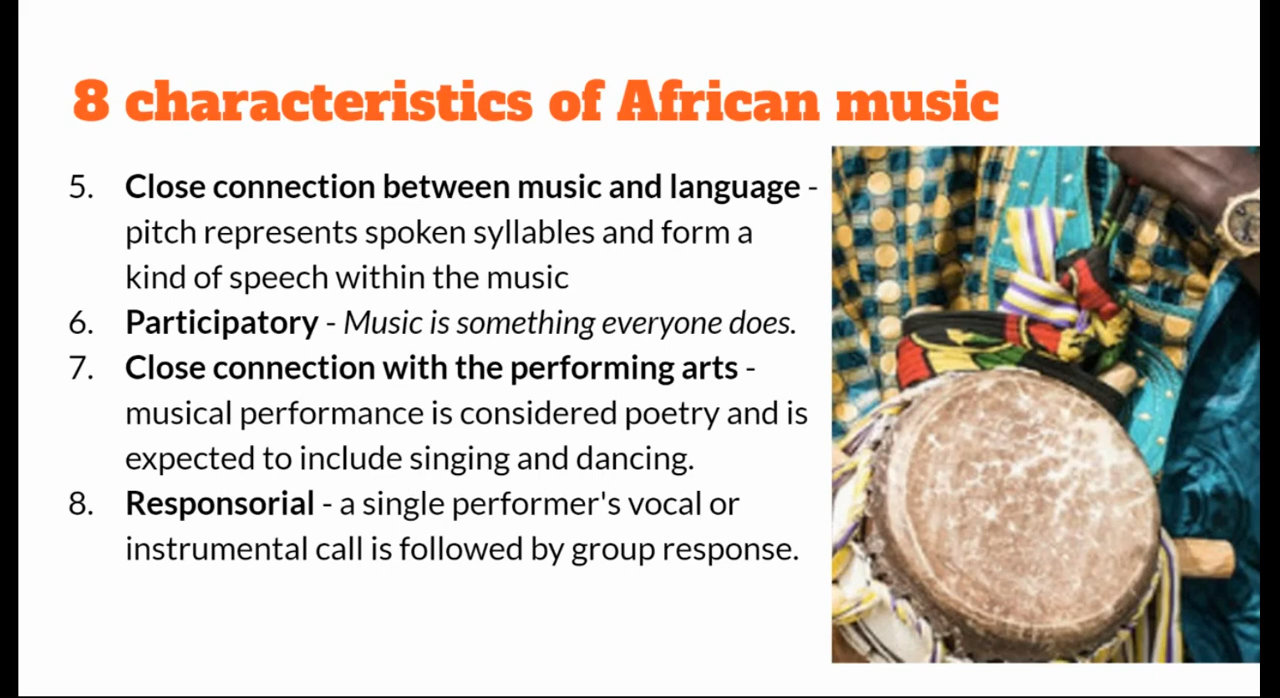 8 characteristics of African music
5. Close connection between music and language -
pitch represents spoken syllables and form a
kind of speech within the music
6. Participatory - Music is something everyone does.
7. Close connection with the performing arts -
musical performance is considered poetry and is
expected to include singing and dancing.
8. Responsorial - a single performer's vocal or
instrumental call is followed by group response.